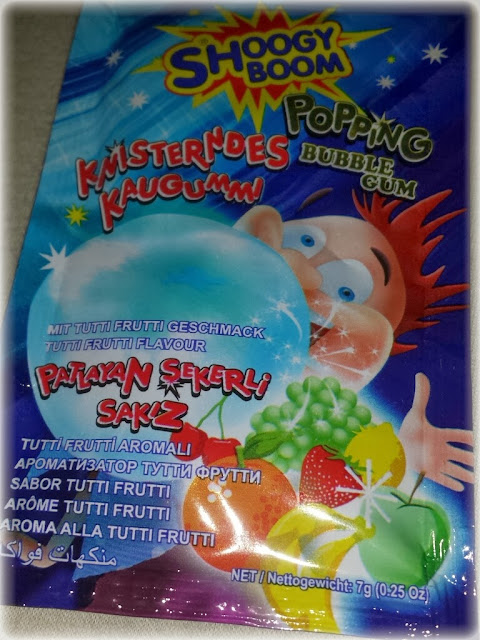 SHOOGY
BOOM
POPPING
BUBBLE
GUM
KNISTERNDES
KAUGUMMI
MIT TUTTI FRUTTI GESCHMACK
TUTTI FRUTTI FLAVOUR
PATLAYAN ŞEKERLİ
SAKIZ
TUTTİ FRUTTİ AROMALI
АРОМАТИЗАТОР ТУТТИ ФРУТТИ
SABOR TUTTI FRUTTI
ARÔME TUTTI FRUTTI
AROMA ALLA TUTTI FRUTTI
منكهات
NET / Nettogewicht: 7g (0.25 Oz)